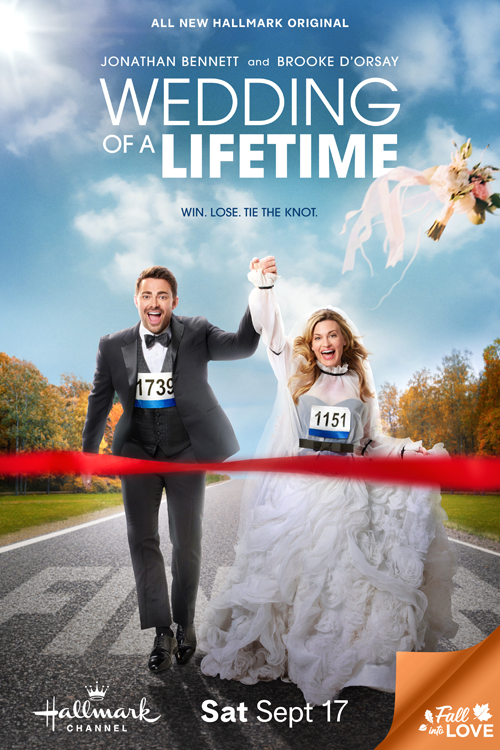 ALL NEW HALLMARK ORIGINAL
JONATHAN BENNETT and BROOKE D'ORSAY
WEDDING
OF A LIFETIME
WIN. LOSE. TIE THE KNOT.
1739
1151
Hallmark
CHANNEL
Sat Sept 17
Fall
into LOVE